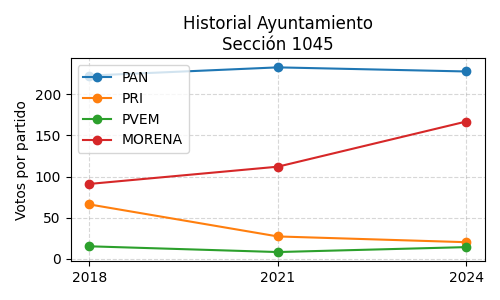 Historial Ayuntamiento
Sección 1045
Votos por partido
200
150
100
50
0
PAN
PRI
PVEM
MORENA
2018
2021
2024